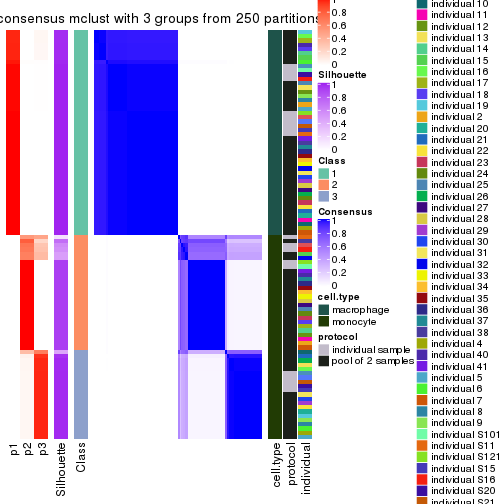 consensus mclust with 3 groups from 250 partitions
0.8
0.6
0.4
0.2
0
Silhouette
1
0.8
0.6
0.4
0.2
0
Class
1
2
3
Consensus
1
0.8
0.6
0.4
0.2
0
cell.type
macrophage
monocyte
protocol
individual sample
pool of 2 samples
individual 10
individual 11
individual 12
individual 13
individual 14
individual 15
individual 16
individual 17
individual 18
individual 19
individual 2
individual 20
individual 21
individual 22
individual 23
individual 24
individual 25
individual 26
individual 27
individual 28
individual 29
individual 30
individual 31
individual 32
individual 33
individual 34
individual 35
individual 36
individual 37
individual 38
individual 4
individual 40
individual 41
individual 5
individual 6
individual 7
individual 8
individual 9
individual S101
individual S11
individual S121
individual S15
individual S16
individual S20
individual S21
p1
p2
p3
Silhouette
Class
cell.type
protocol
individual